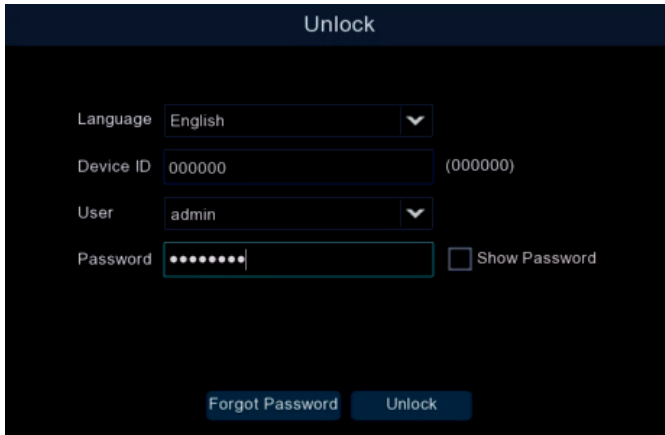 Unlock
Language English
Device ID 000000 (000000)
User admin
Password •••••••• Show Password
Forgot Password Unlock